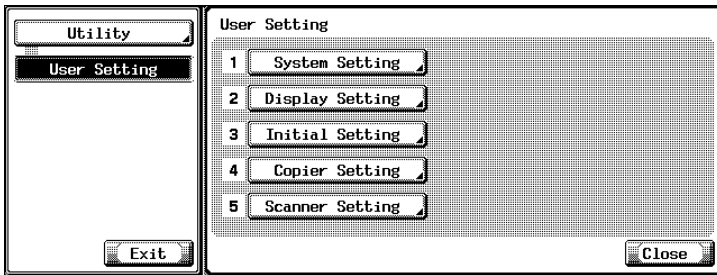 Utility
User Setting
Exit
User Setting
1 System Setting
2 Display Setting
3 Initial Setting
4 Copier Setting
5 Scanner Setting
Close